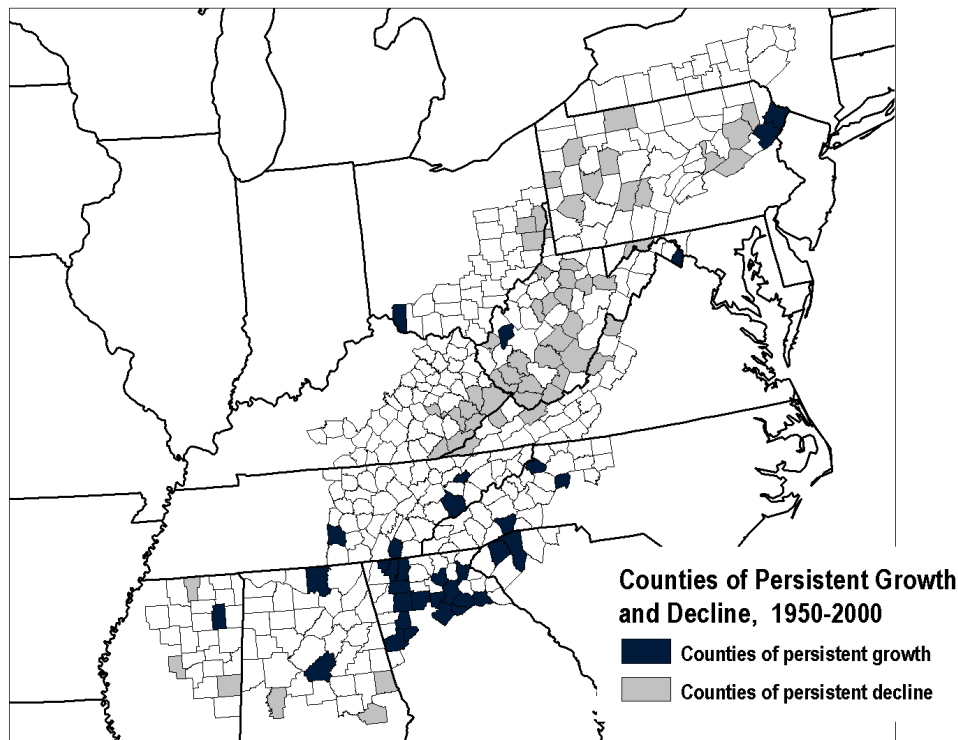 Counties of Persistent Growth
and Decline, 1950-2000
Counties of persistent growth
Counties of persistent decline